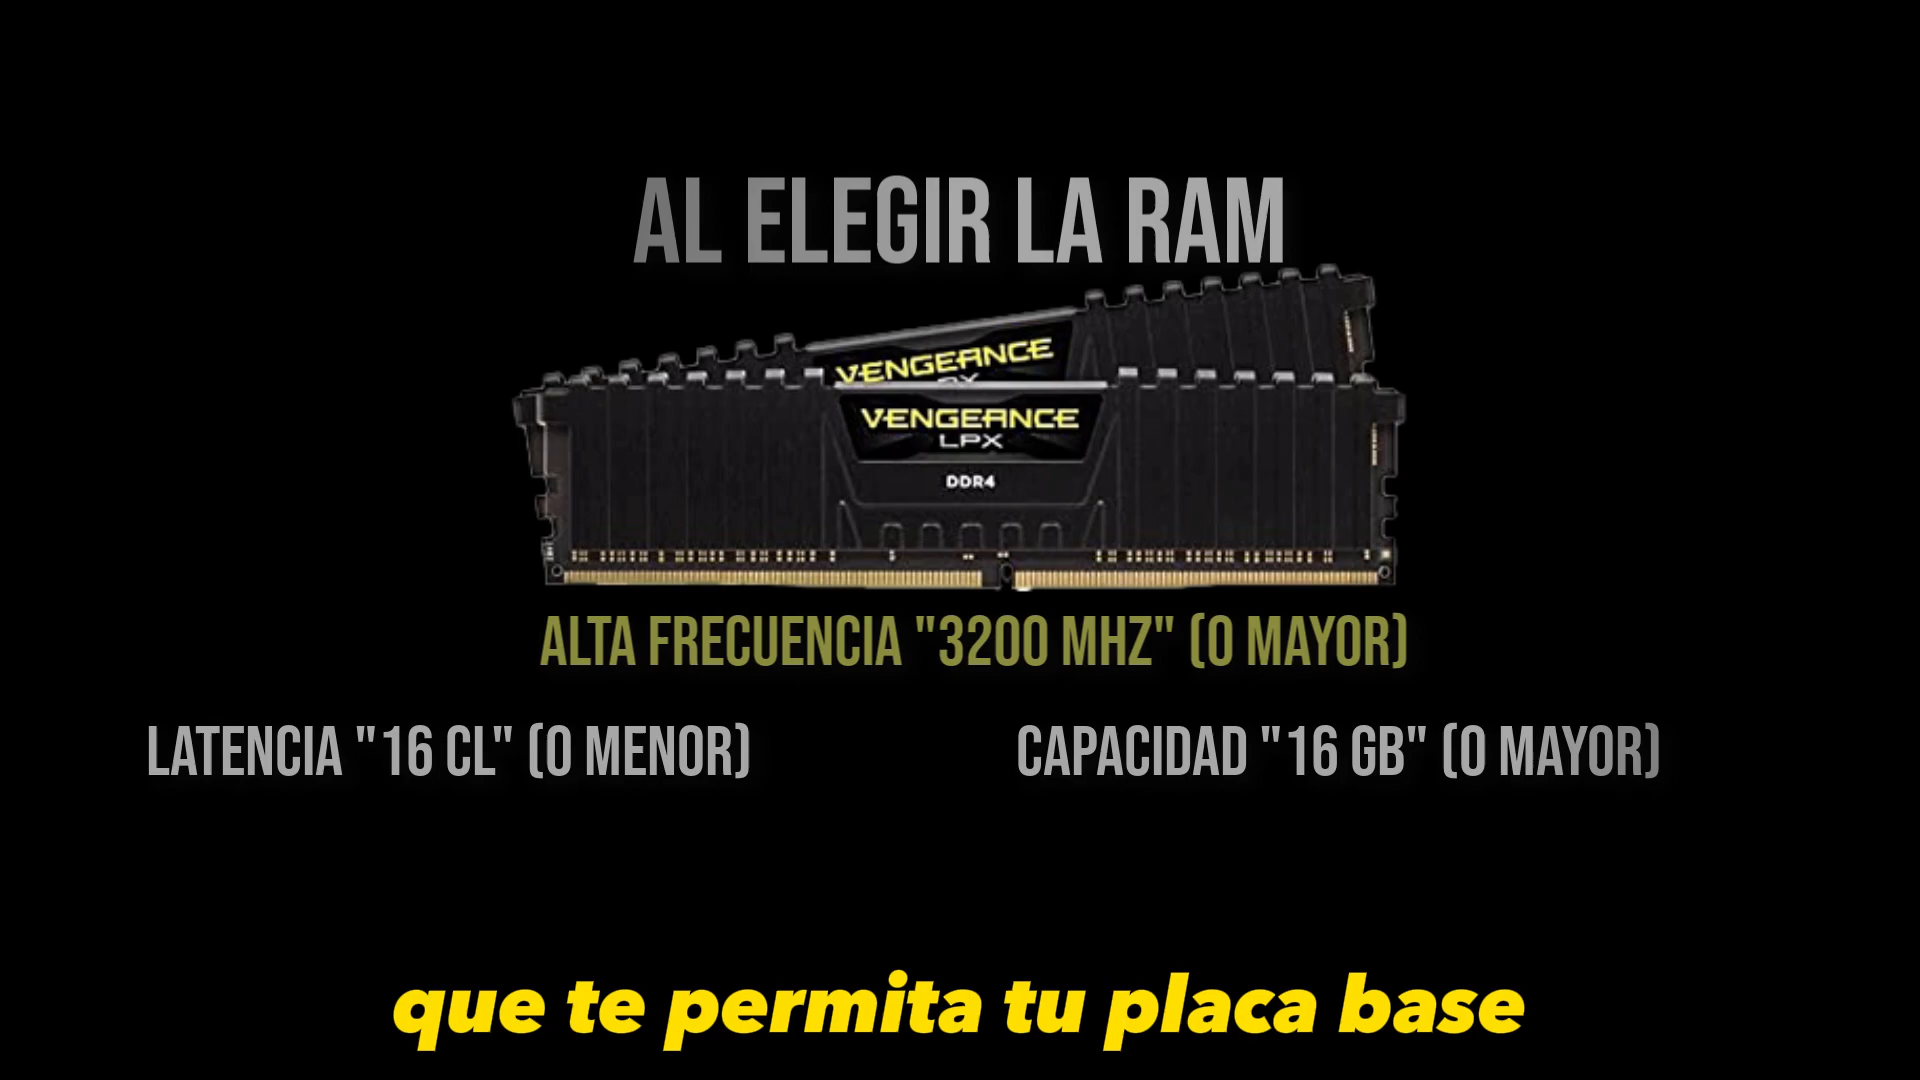 AL ELEGIR LA RAM
VENGEANCE
VENGEANCE
LPX
DDR4
ALTA FRECUENCIA "3200 MHZ" (O MAYOR)
LATENCIA "16 CL" (O MENOR)
CAPACIDAD "16 GB" (O MAYOR)
que te permita tu placa base